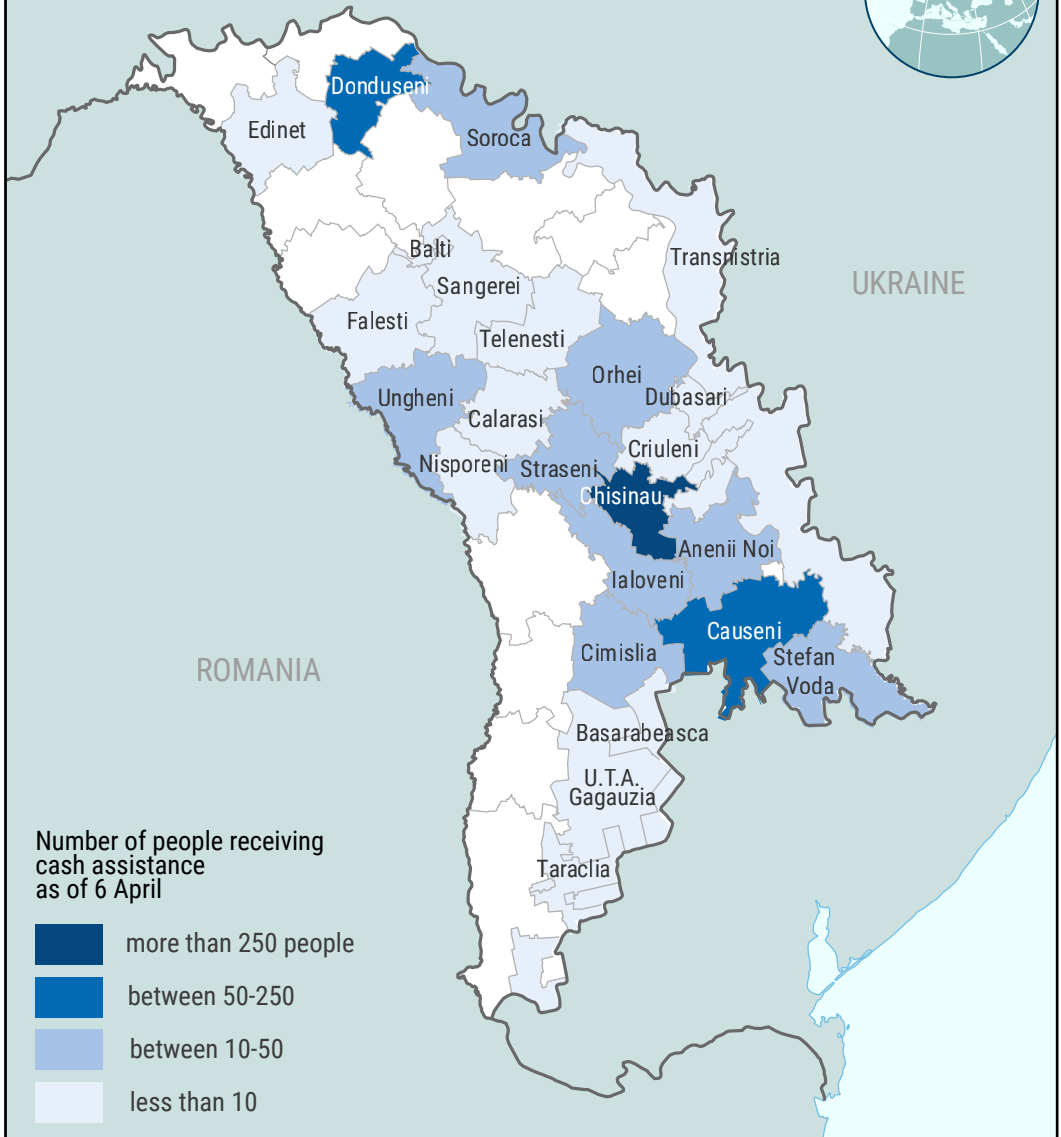 Donduseni
Edinet
Soroca
Balti
Transnistria
Sangerei
UKRAINE
Falesti
Telenesti
Orhei
Ungheni
Dubasari
Calarasi
Criuleni
Nisporeni
Straseni
Chisinau
Anenii Noi
Ialoveni
Causeni
Cimislia
Stefan
Voda
ROMANIA
Basarabeasca
U.T.A.
Gagauzia
Taraclia
Number of people receiving
cash assistance
as of 6 April
more than 250 people
between 50-250
between 10-50
less than 10